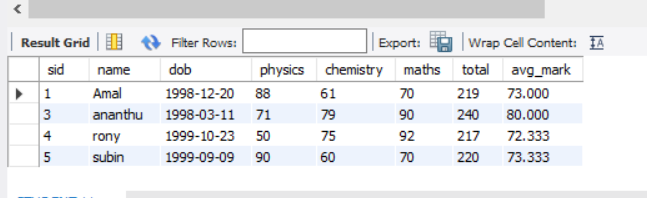 Result Grid Filter Rows: Export: Wrap Cell Content:
sid name dob physics chemistry maths total avg_mark
1 Amal 1998-12-20 88 61 70 219 73.000
3 ananthu 1998-03-11 71 79 90 240 80.000
4 rony 1999-10-23 50 75 92 217 72.333
5 subin 1999-09-09 90 60 70 220 73.333